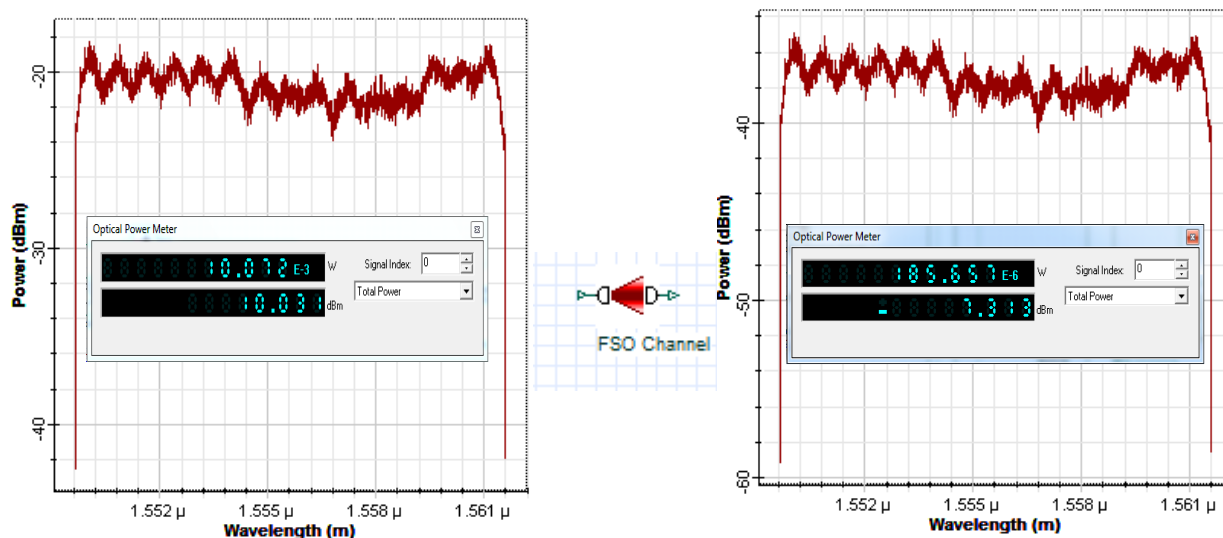 -20
-30
-40
Power (dBm)
1.552 µ
1.555 µ
1.558 µ
1.561 µ
Wavelength (m)
Optical Power Meter
10.072 E-3 W
Signal Index: 0
10.031 dBm
Total Power
FSO Channel
-40
-50
-60
Power (dBm)
1.552 µ
1.555 µ
1.558 µ
1.561 µ
Wavelength (m)
Optical Power Meter
185.657 E-6 W
Signal Index: 0
- 7.313 dBm
Total Power